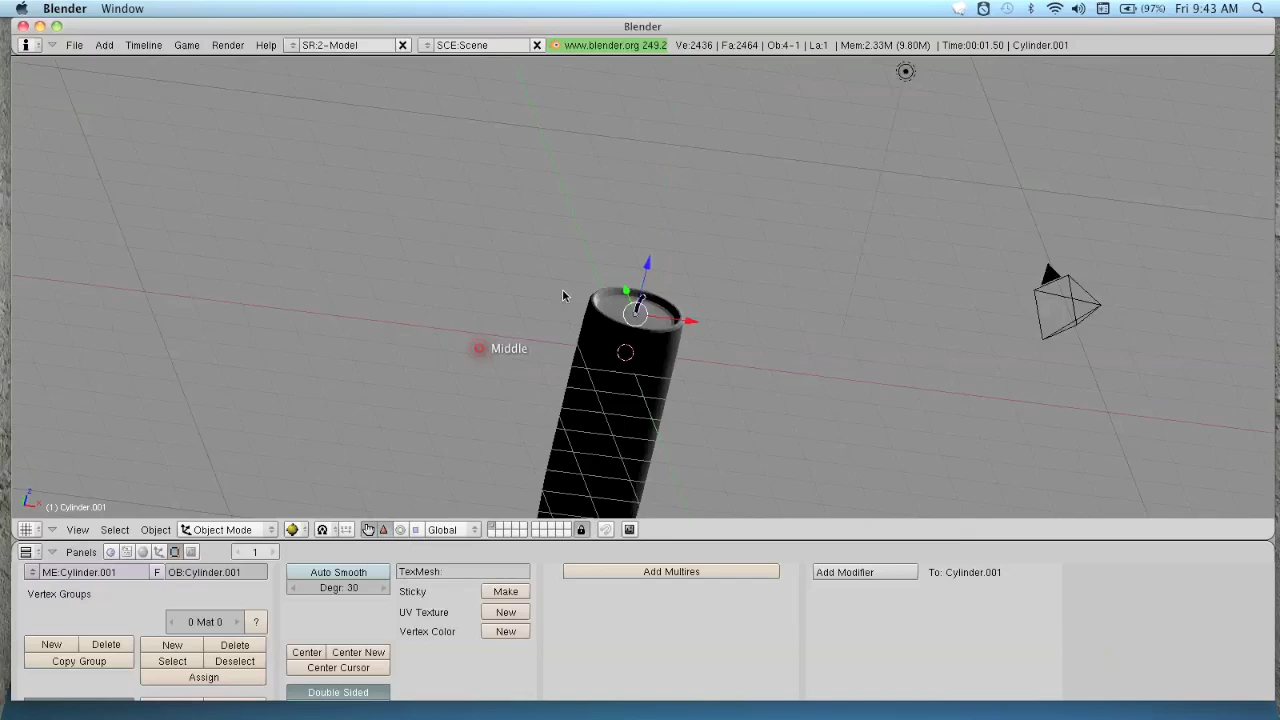 Blender Window (97%) Fri 9:43 AM
Blender
File Add Timeline Game Render Help SR:2-Model SCE:Scene www.blender.org 249.2 Ve:2436 | Fa:2464 | Ob:4-1 | La:1 | Mem:2.33M (9.80M) | Time:00:01.50 | Cylinder.001
Middle
z
x
(1) Cylinder.001
View Select Object Object Mode Global
Panels 1
ME:Cylinder.001 F OB:Cylinder.001 Auto Smooth TexMesh: Add Multires Add Modifier To: Cylinder.001
Degr: 30
Vertex Groups Sticky Make
UV Texture New
0 Mat 0 ? Vertex Color New
New Delete New Delete Center Center New
Copy Group Select Deselect Center Cursor
Assign
Double Sided